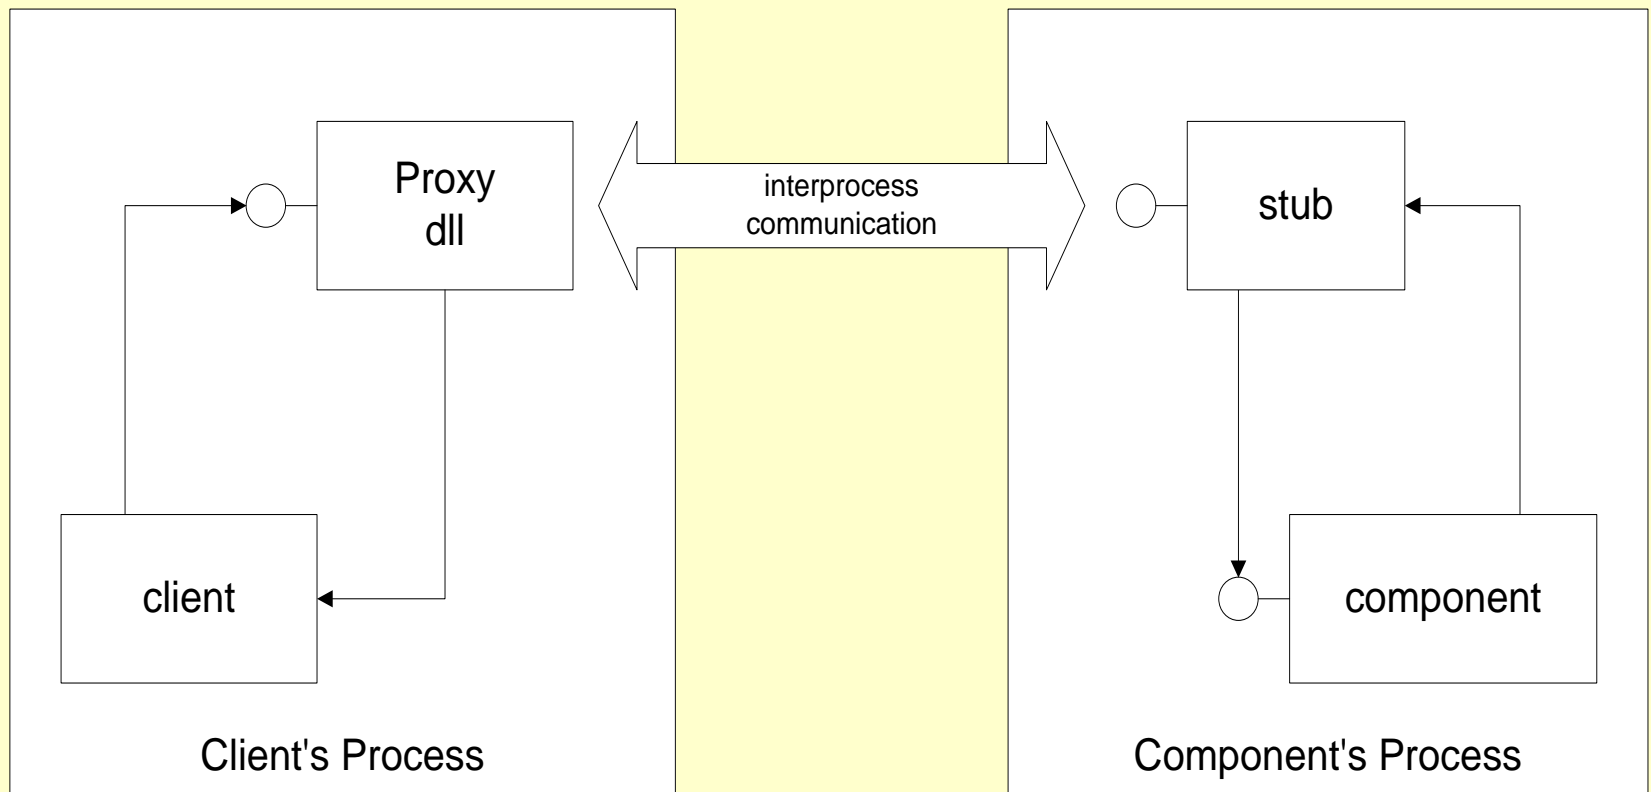 Proxy
dll
interprocess
communication
stub
client
component
Client's Process
Component's Process